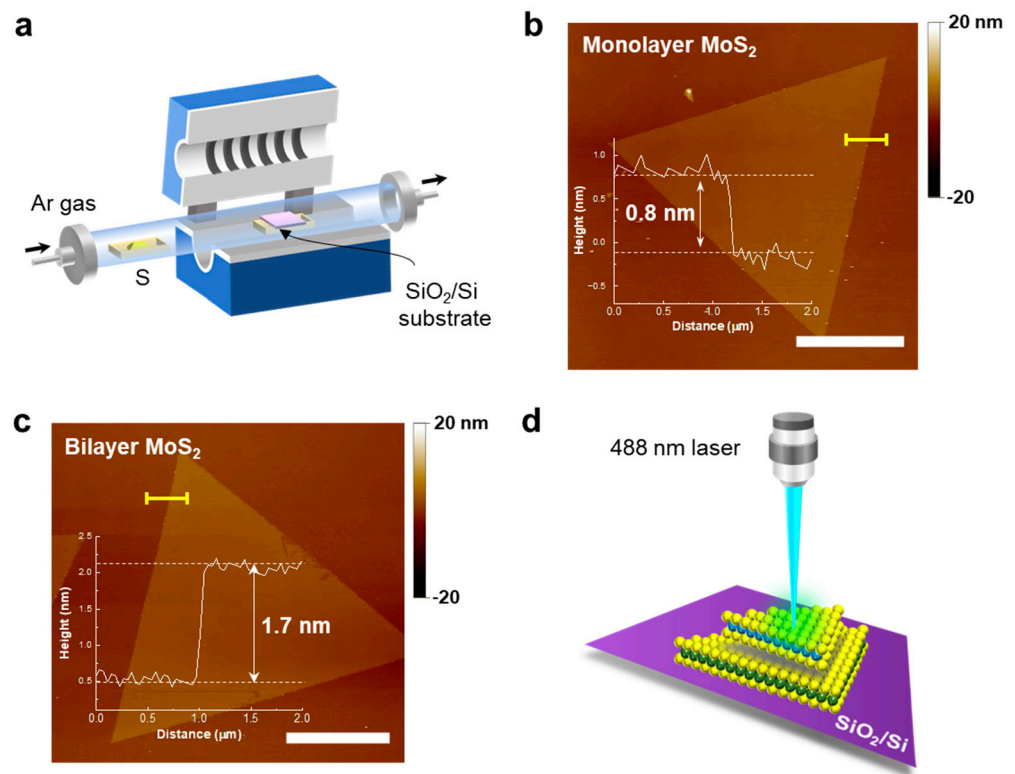 a
Ar gas
S
SiO₂/Si
substrate
b
Monolayer MoS₂
20 nm
-20
Height (nm)
1.0
0.5
0.0
−0.5
0.8 nm
0.0 0.5 1.0 1.5 2.0
Distance (μm)
c
Bilayer MoS₂
20 nm
-20
Height (nm)
2.5
2.0
1.5
1.0
0.5
1.7 nm
0.0 0.5 1.0 1.5 2.0
Distance (μm)
d
488 nm laser
SiO₂/Si